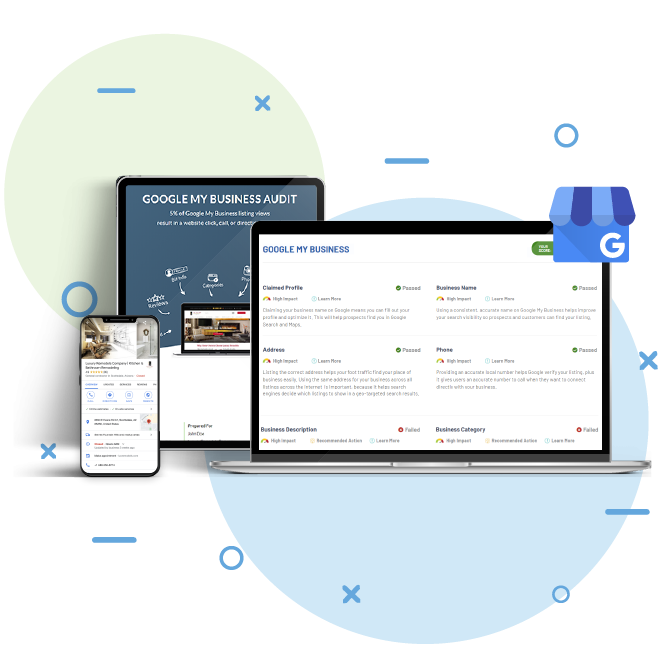 GOOGLE MY BUSINESS AUDIT
5% of Google My Business listing views
result in a website click, call, or direc
Reviews
Prepared For
GOOGLE MY BUSINESS
YOUR
SCORE
G
Claimed Profile
Passed
High Impact
Learn More
Claiming your business name on Google means you can fill out your
profile and optimize it. This will help prospects find you in Google
Search and Maps.
Business Name
Passed
High Impact
Learn More
Using a consistent, accurate name on Google My Business helps improve
your search visibility so prospects and customers can find your listing.
Address
Passed
High Impact
Learn More
Listing the correct address helps your foot traffic find your place of
business easily. Using the same address for your business across all
listings across the internet is important, because it helps search
engines decide which listings to show in a geo-targeted search results.
Phone
Passed
High Impact
Learn More
Providing an accurate local number helps Google verify your listing, plus
it gives users an accurate number to call when they want to connect
directly with your business.
Business Description
Failed
High Impact
Recommended Action
Learn More
Business Category
Failed
High Impact
Recommended Action
Learn More
Luxury Remodels Company | Kitchen &
Bathroom Remodeling